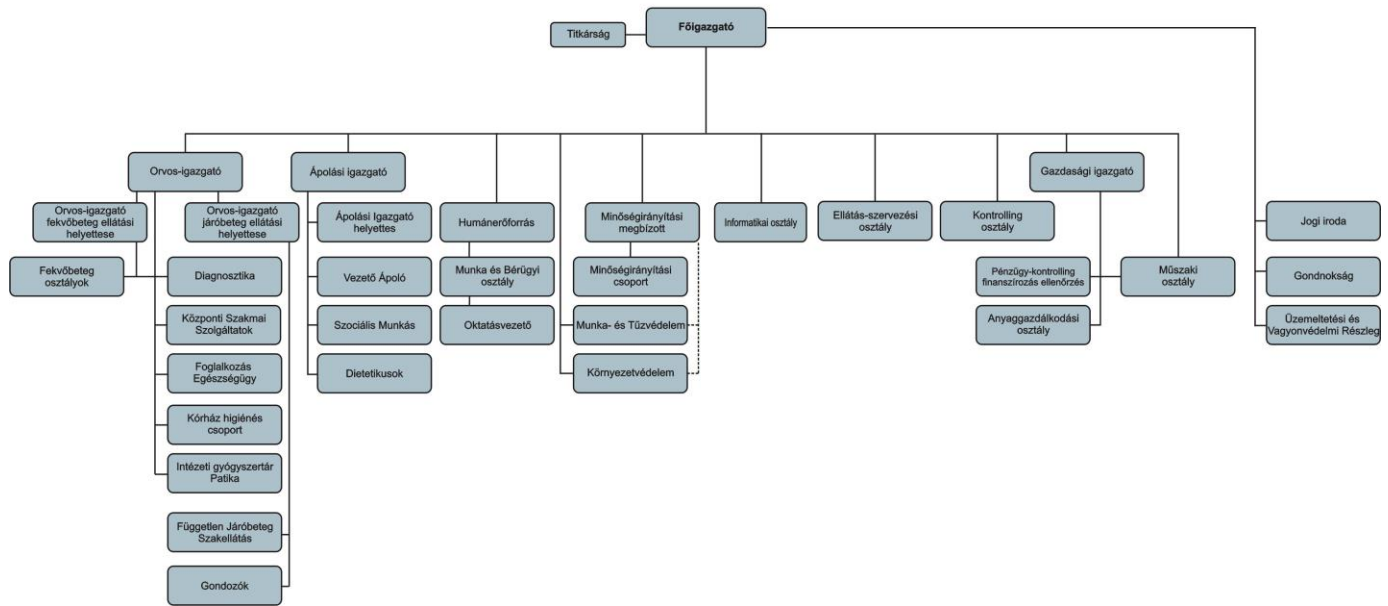 Titkárság
Főigazgató
Orvos-igazgató
Ápolási igazgató
Gazdasági igazgató
Orvos-igazgató
fekvőbeteg ellátási
helyettese
Orvos-igazgató
járóbeteg ellátási
helyettese
Ápolási Igazgató
helyettes
Humánerőforrás
Minőségirányítási
megbízott
Informatikai osztály
Ellátás-szervezési
osztály
Kontrolling
osztály
Jogi iroda
Fekvőbeteg
osztályok
Diagnosztika
Vezető Ápoló
Munka és Bérügyi
osztály
Minőségirányítási
csoport
Pénzügy-kontrolling
finanszírozás ellenőrzés
Műszaki
osztály
Gondnokság
Központi Szakmai
Szolgáltatok
Szociális Munkás
Oktatásvezető
Munka- és Tűzvédelem
Anyaggazdálkodási
osztály
Üzemeltetési és
Vagyonvédelmi Részleg
Foglalkozás
Egészségügy
Dietetikusok
Környezetvédelem
Kórház higiénés
csoport
Intézeti gyógyszertár
Patika
Független Járóbeteg
Szakellátás
Gondozók